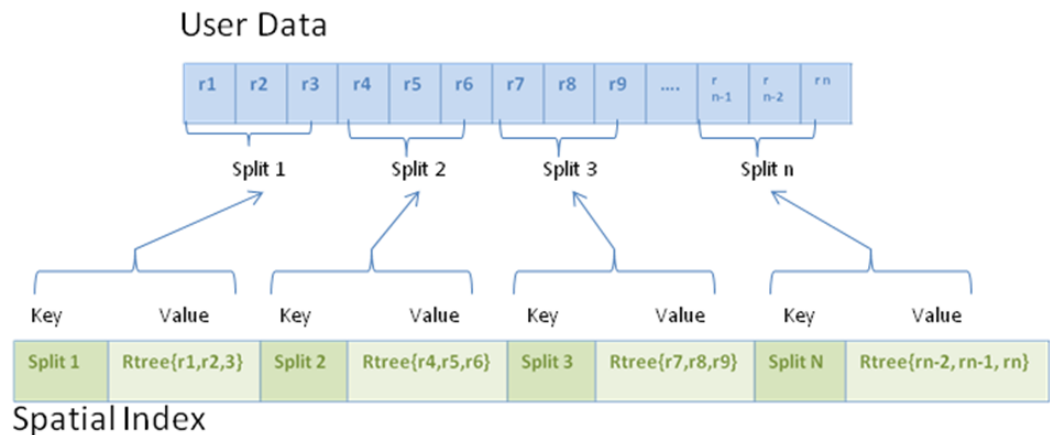 User Data
r1 r2 r3 r4 r5 r6 r7 r8 r9 .... r n-1 r n-2 r n
Split 1 Split 2 Split 3 Split n
Key Value Key Value Key Value Key Value
Split 1 Rtree{r1,r2,3} Split 2 Rtree{r4,r5,r6} Split 3 Rtree{r7,r8,r9} Split N Rtree{rn-2, rn-1, rn}
Spatial Index